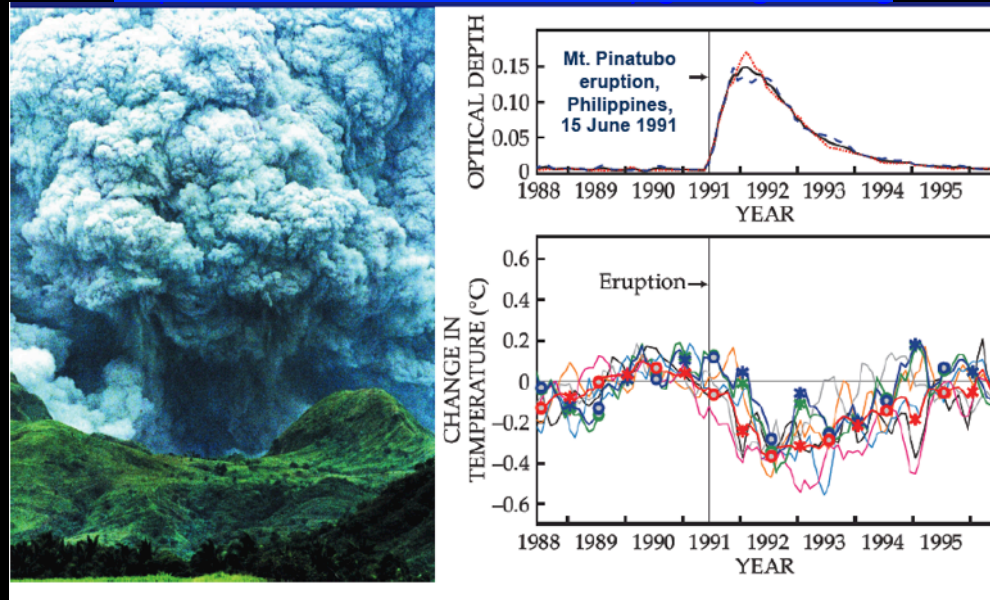 OPTICAL DEPTH
0.15
0.10
0.05
0
Mt. Pinatubo
eruption,
Philippines,
15 June 1991
1988 1989 1990 1991 1992 1993 1994 1995
YEAR
CHANGE IN
TEMPERATURE (°C)
0.6
0.4
0.2
0
−0.2
−0.4
−0.6
Eruption
1988 1989 1990 1991 1992 1993 1994 1995
YEAR